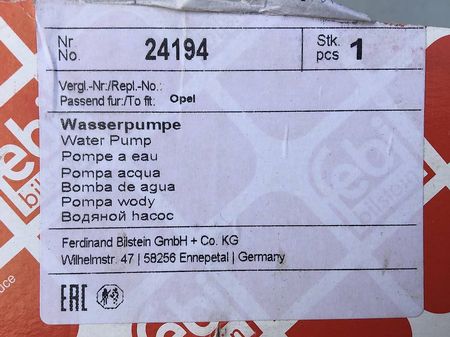 Nr. No. 24194 Stk. pcs 1
Vergl.-Nr:/Repl.-No.:
Passend fur:/To fit: Opel
Wasserpumpe
Water Pump
Pompe a eau
Pompa acqua
Bomba de agua
Pompa wody
Водяной насос
Ferdinand Bilstein GmbH + Co. KG
Wilhelmstr. 47 | 58256 Ennepetal | Germany
EAC
febi
bilstein